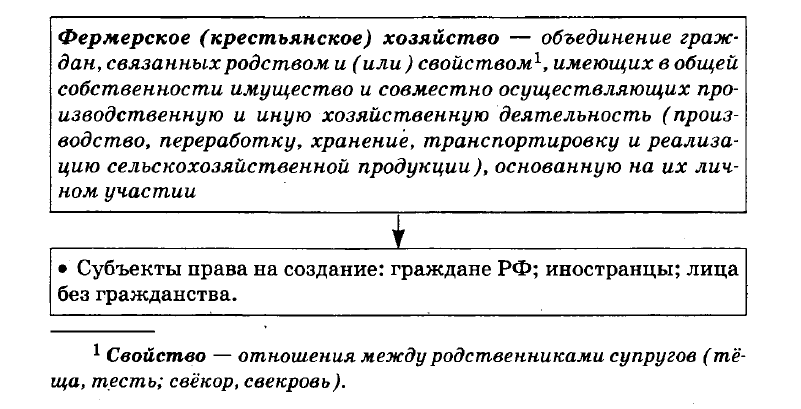 Фермерское (крестьянское) хозяйство — объединение граж-
дан, связанных родством и (или) свойством¹, имеющих в общей
собственности имущество и совместно осуществляющих про-
изводственную и иную хозяйственную деятельность (произ-
водство, переработку, хранение, транспортировку и реализа-
цию сельскохозяйственной продукции), основанную на их лич-
ном участии
• Субъекты права на создание: граждане РФ; иностранцы; лица
без гражданства.
¹ Свойство — отношения между родственниками супругов (тё-
ща, тесть; свёкор, свекровь).